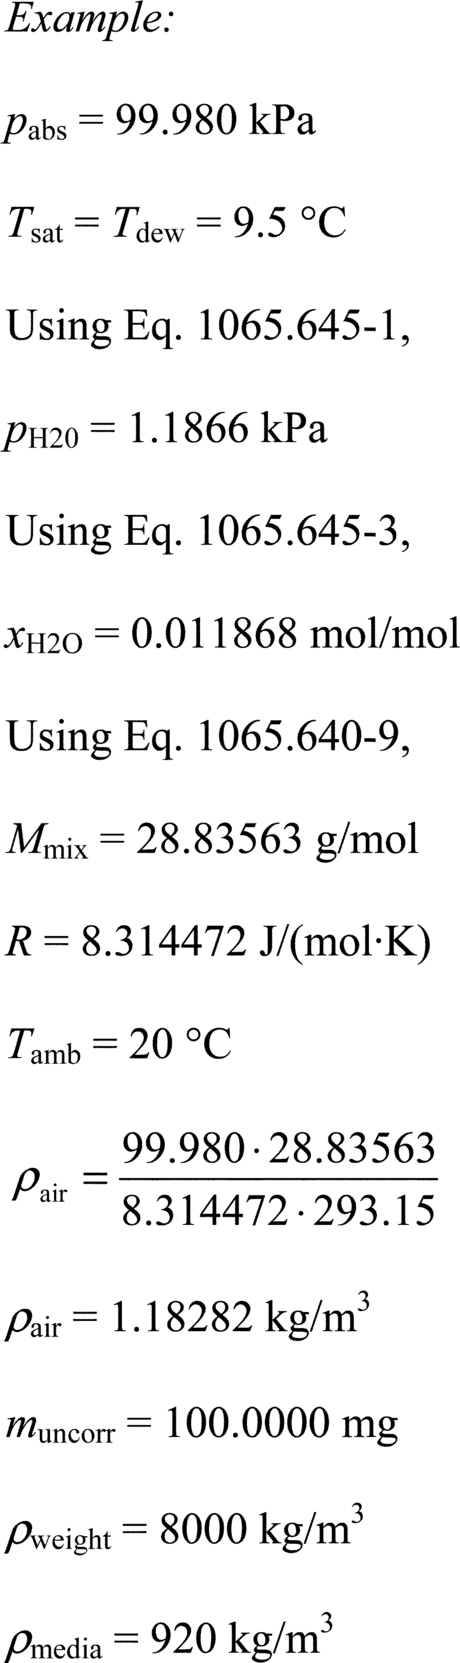 Example:
pabs = 99.980 kPa
Tsat = Tdew = 9.5 °C
Using Eq. 1065.645-1,
pH20 = 1.1866 kPa
Using Eq. 1065.645-3,
xH2O = 0.011868 mol/mol
Using Eq. 1065.640-9,
Mmix = 28.83563 g/mol
R = 8.314472 J/(mol·K)
Tamb = 20 °C
ρair = 99.980 · 28.83563 / 8.314472 · 293.15
ρair = 1.18282 kg/m³
muncorr = 100.0000 mg
ρweight = 8000 kg/m³
ρmedia = 920 kg/m³